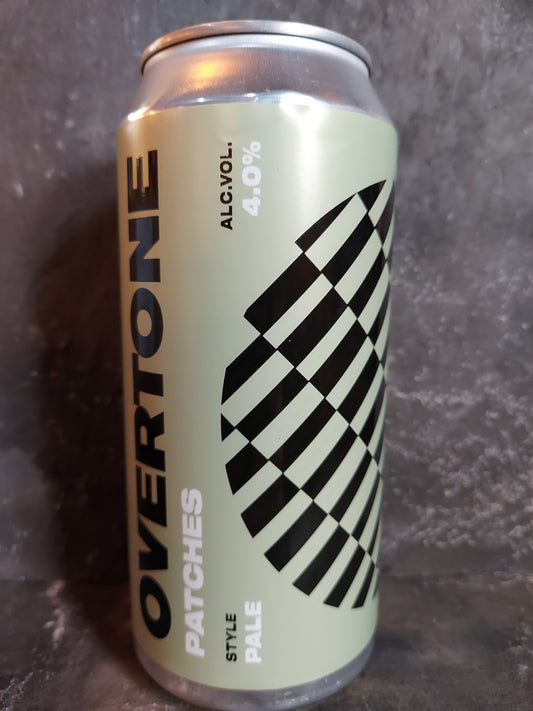 OVERTONE
PATCHES
STYLE
PALE
ALC.VOL.
4.0%